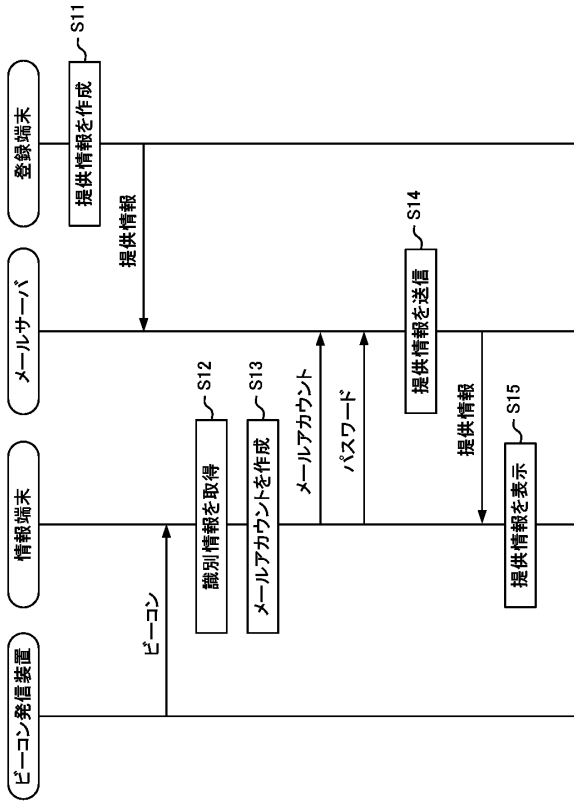 ビーコン発信装置
情報端末
メールサーバ
登録端末
提供情報を作成
S11
提供情報
ビーコン
識別情報を取得
S12
メールアカウントを作成
S13
メールアカウント
パスワード
提供情報を送信
S14
提供情報
提供情報を表示
S15